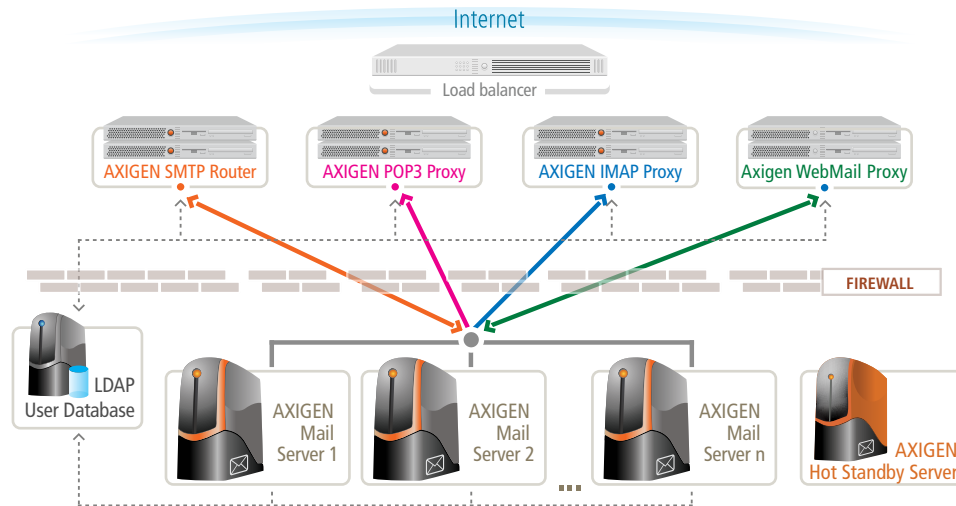 Internet
Load balancer
AXIGEN SMTP Router
AXIGEN POP3 Proxy
AXIGEN IMAP Proxy
Axigen WebMail Proxy
FIREWALL
LDAP
User Database
AXIGEN
Mail
Server 1
AXIGEN
Mail
Server 2
...
AXIGEN
Mail
Server n
AXIGEN
Hot Standby Server